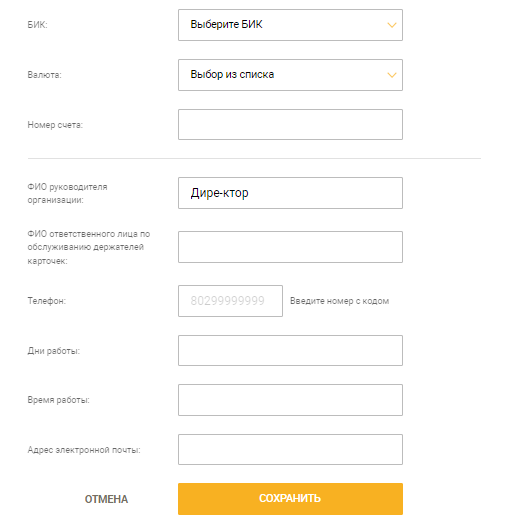 БИК:
Выберите БИК
Валюта:
Выбор из списка
Номер счета:
ФИО руководителя
организации:
Дире-ктор
ФИО ответственного лица по
обслуживанию держателей
карточек:
Телефон:
80299999999
Введите номер с кодом
Дни работы:
Время работы:
Адрес электронной почты:
ОТМЕНА
СОХРАНИТЬ